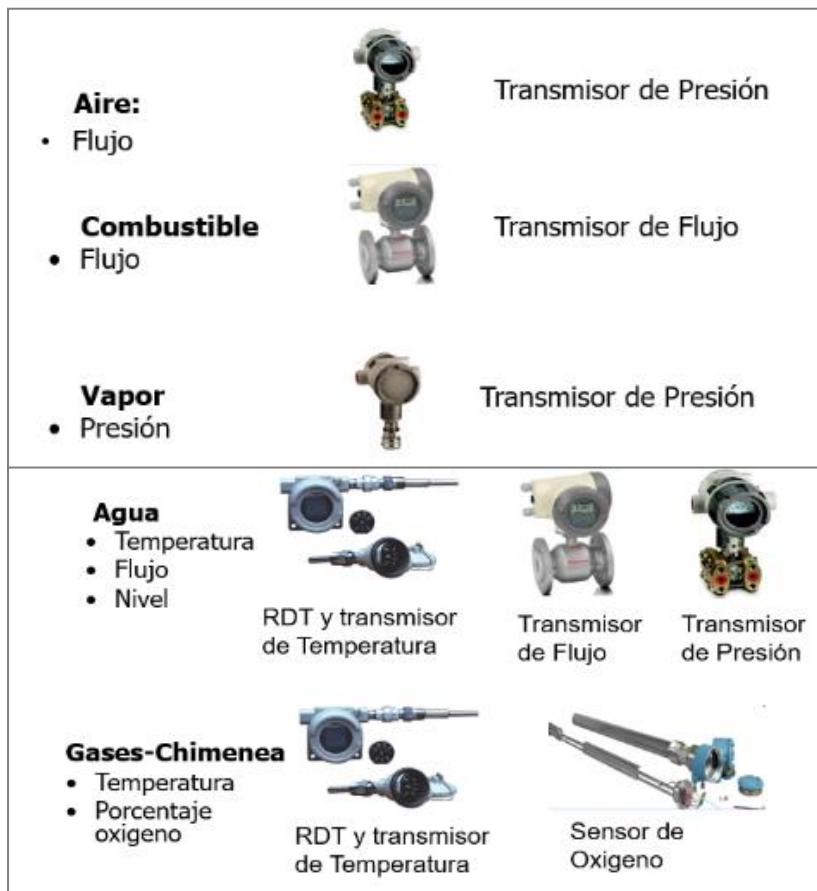 Aire:
• Flujo
Transmisor de Presión
Combustible
• Flujo
Transmisor de Flujo
Vapor
• Presión
Transmisor de Presión
Agua
• Temperatura
• Flujo
• Nivel
RDT y transmisor
de Temperatura
Transmisor
de Flujo
Transmisor
de Presión
Gases-Chimenea
• Temperatura
• Porcentaje
oxigeno
RDT y transmisor
de Temperatura
Sensor de
Oxigeno